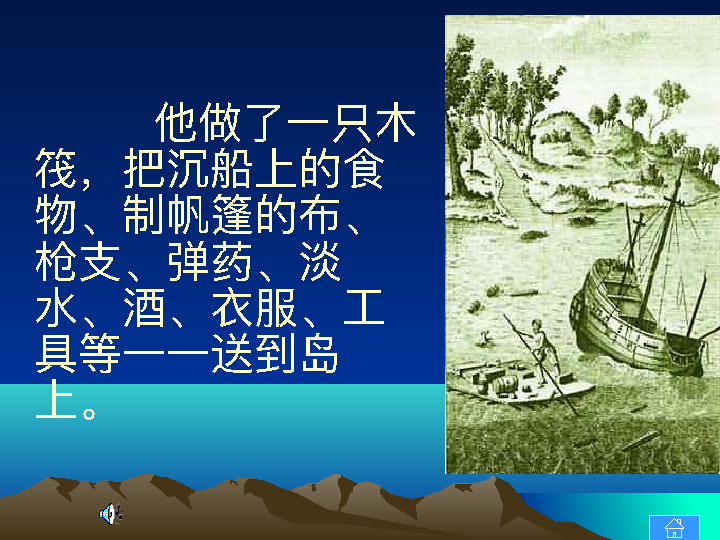 他做了一只木
筏，把沉船上的食
物、制帆篷的布、
枪支、弹药、淡
水、酒、衣服、工
具等一一送到岛
上。